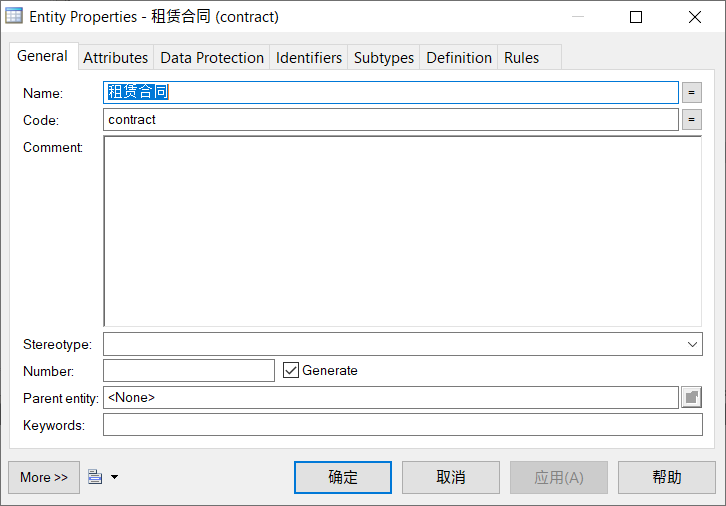 Entity Properties - 租赁合同 (contract)
General Attributes Data Protection Identifiers Subtypes Definition Rules
Name: 租赁合同 =
Code: contract =
Comment:
Stereotype:
Number: Generate
Parent entity: <None>
Keywords:
More >> 确定 取消 应用(A) 帮助